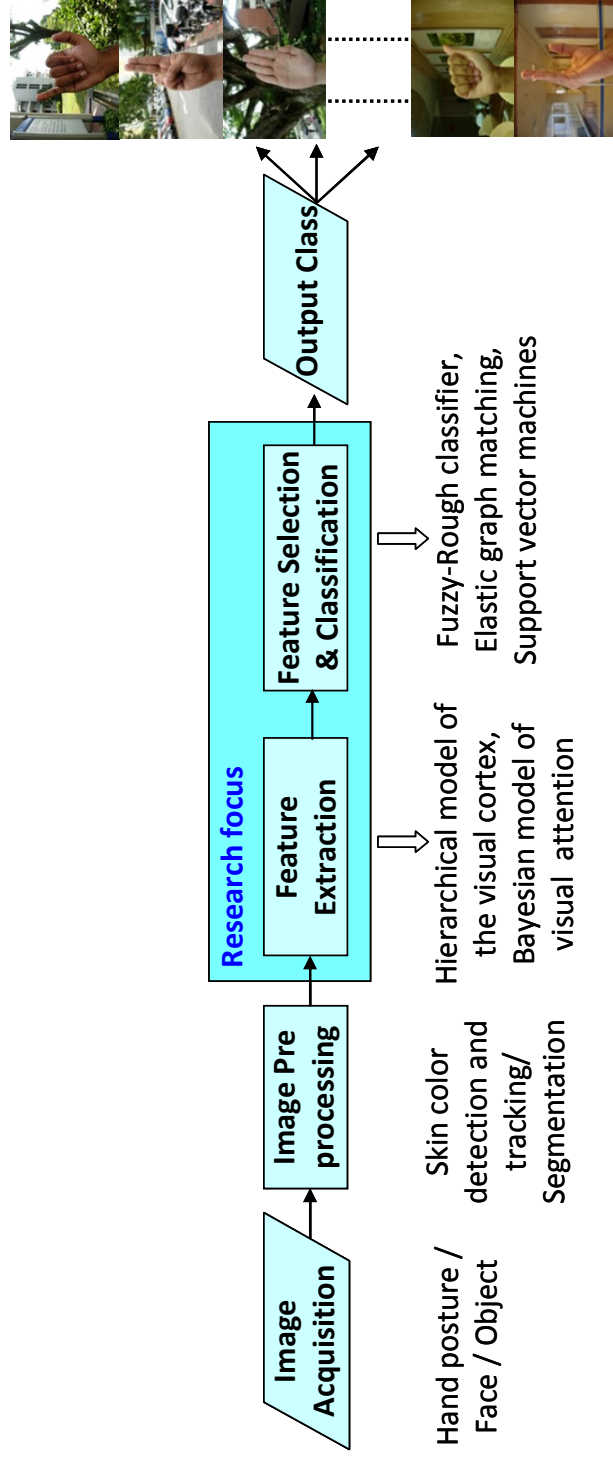 Image
Acquisition
Image Pre
processing
Research focus
Feature
Extraction
Feature Selection
& Classification
Output Class
Hand posture /
Face / Object
Skin color
detection and
tracking/
Segmentation
Hierarchical model of
the visual cortex,
Bayesian model of
visual attention
Fuzzy-Rough classifier,
Elastic graph matching,
Support vector machines